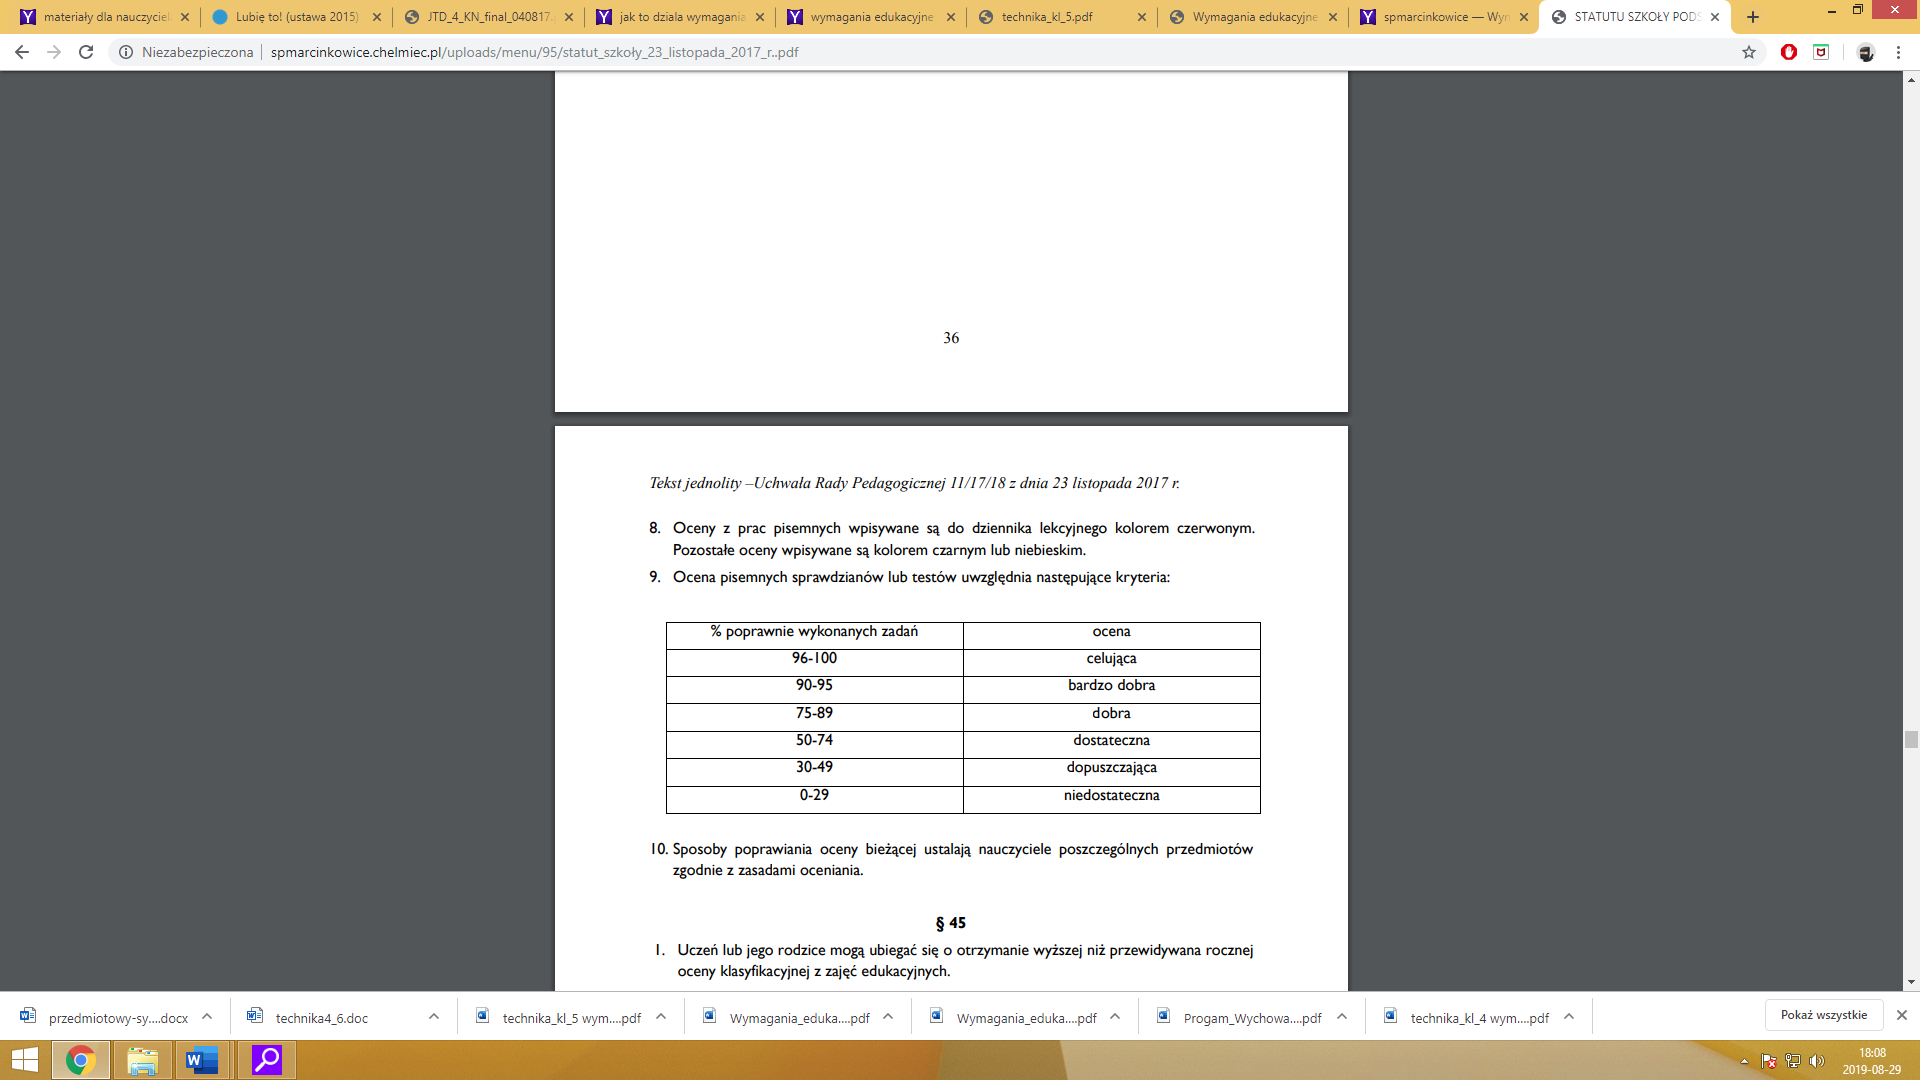 materiały dla nauczyciel
Lubię to! (ustawa 2015)
JTD_4_KN_final_040817.
jak to dziala wymagania
wymagania edukacyjne
technika_kl_5.pdf
Wymagania edukacyjne
spmarcinkowice — Wym
STATUTU SZKOŁY PODS
Niezabezpieczona
spmarcinkowice.chelmiec.pl/uploads/menu/95/statut_szkoły_23_listopada_2017_r..pdf
36
Tekst jednolity –Uchwała Rady Pedagogicznej 11/17/18 z dnia 23 listopada 2017 r.
8. Oceny z prac pisemnych wpisywane są do dziennika lekcyjnego kolorem czerwonym.
Pozostałe oceny wpisywane są kolorem czarnym lub niebieskim.
9. Ocena pisemnych sprawdzianów lub testów uwzględnia następujące kryteria:
% poprawnie wykonanych zadań ocena
96-100 celująca
90-95 bardzo dobra
75-89 dobra
50-74 dostateczna
30-49 dopuszczająca
0-29 niedostateczna
10. Sposoby poprawiania oceny bieżącej ustalają nauczyciele poszczególnych przedmiotów
zgodnie z zasadami oceniania.
§ 45
1. Uczeń lub jego rodzice mogą ubiegać się o otrzymanie wyższej niż przewidywana rocznej
oceny klasyfikacyjnej z zajęć edukacyjnych.
przedmiotowy-sy....docx
technika4_6.doc
technika_kl_5 wym....pdf
Wymagania_eduka....pdf
Wymagania_eduka....pdf
Progam_Wychowa....pdf
technika_kl_4 wym....pdf
Pokaż wszystkie
18:08
2019-08-29